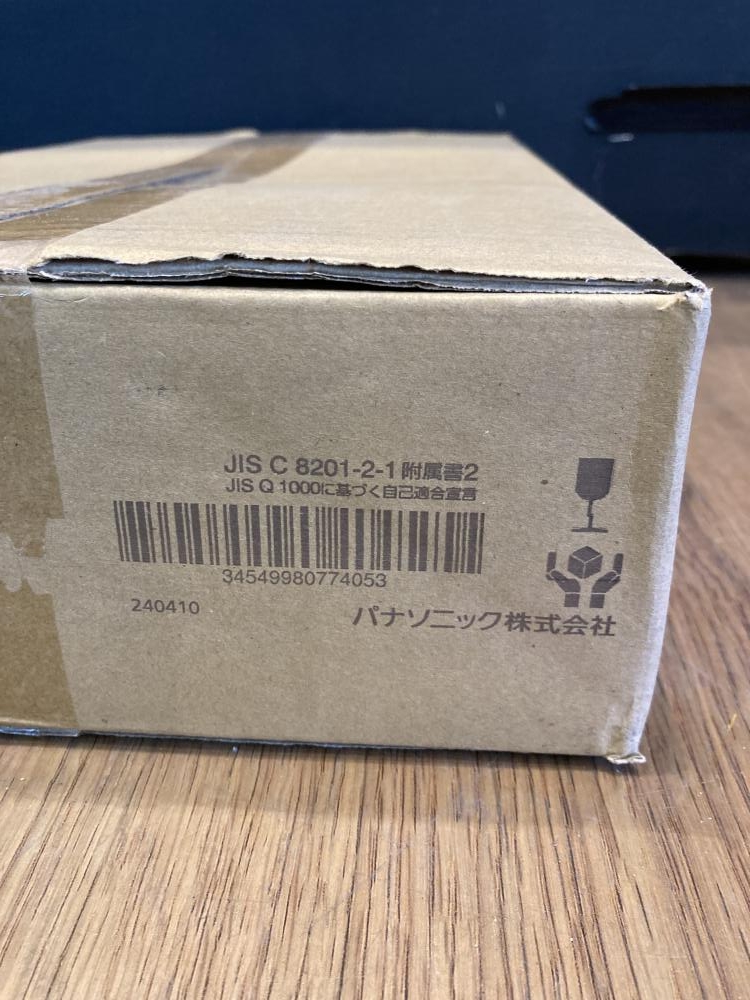 JIS C 8201-2-1 附属書2
JIS Q 1000に基づく自己適合宣言
34549980774053
240410
パナソニック株式会社